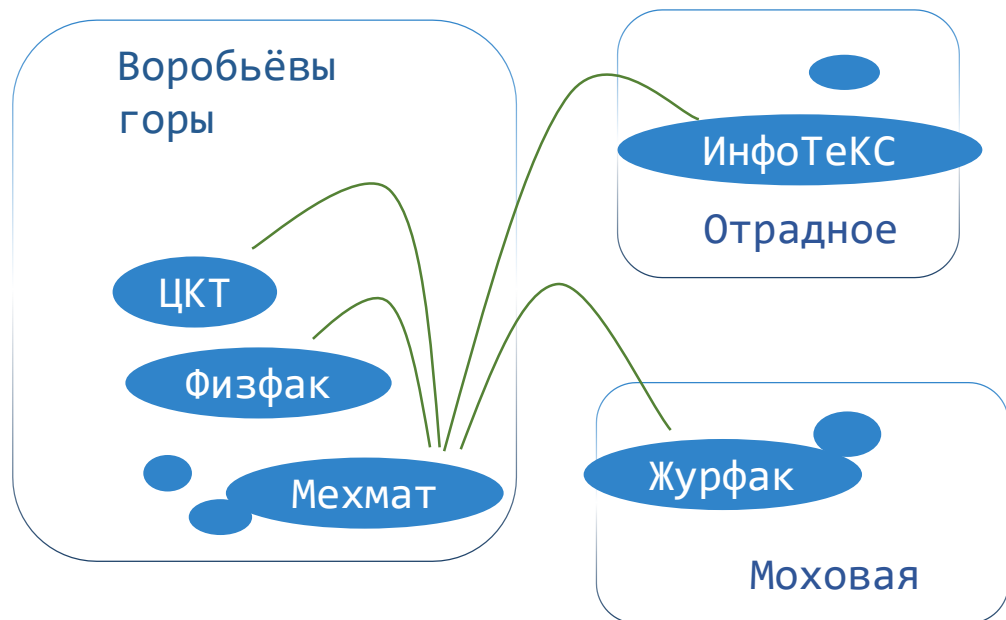 Воробьёвы
горы
ЦКТ
Физфак
Мехмат
ИнфоТеКС
Отрадное
Журфак
Моховая